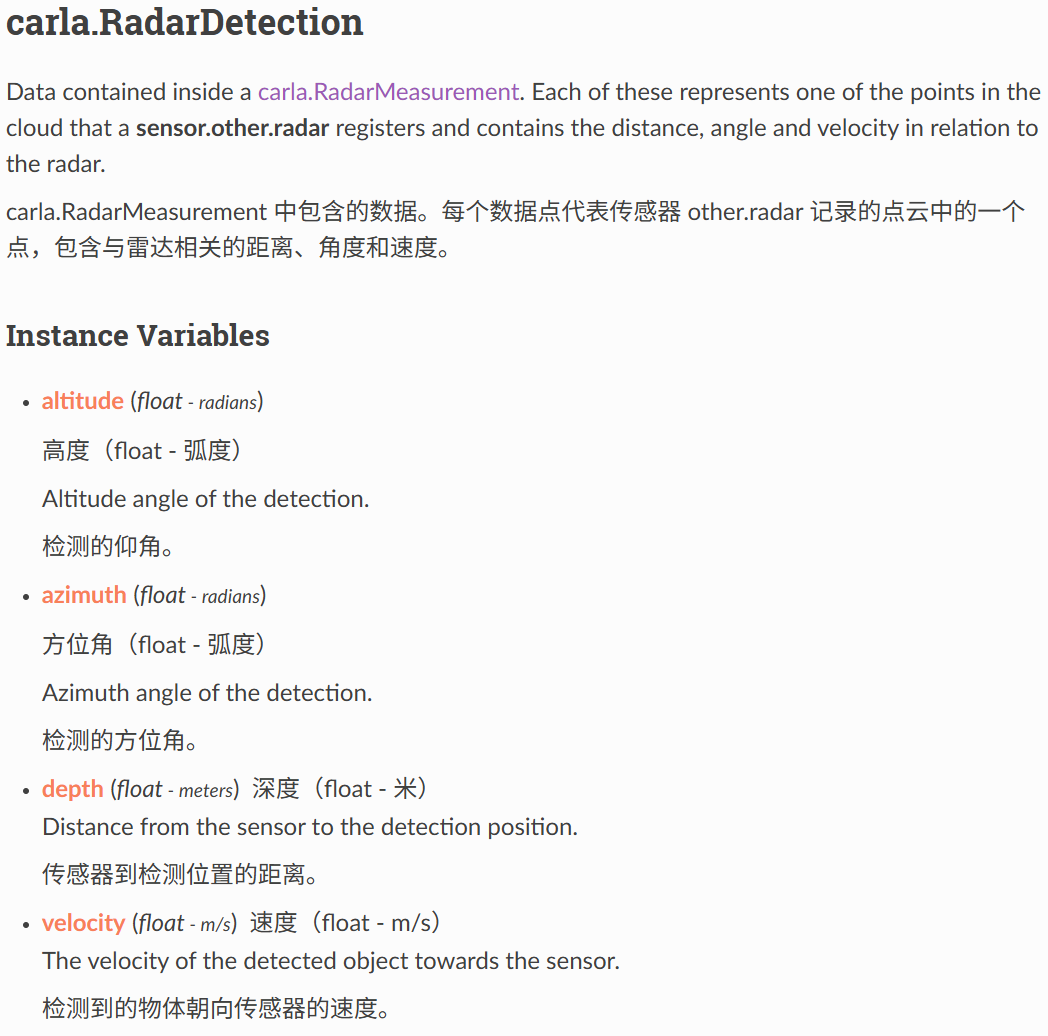 carla.RadarDetection
Data contained inside a carla.RadarMeasurement. Each of these represents one of the points in the
cloud that a sensor.other.radar registers and contains the distance, angle and velocity in relation to
the radar.
carla.RadarMeasurement 中包含的数据。每个数据点代表传感器 other.radar 记录的点云中的一个
点，包含与雷达相关的距离、角度和速度。
Instance Variables
• altitude (float - radians)
高度（float - 弧度）
Altitude angle of the detection.
检测的仰角。
• azimuth (float - radians)
方位角（float - 弧度）
Azimuth angle of the detection.
检测的方位角。
• depth (float - meters) 深度（float - 米）
Distance from the sensor to the detection position.
传感器到检测位置的距离。
• velocity (float - m/s) 速度（float - m/s）
The velocity of the detected object towards the sensor.
检测到的物体朝向传感器的速度。